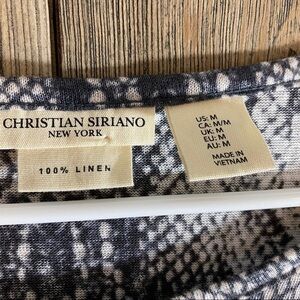 CHRISTIAN SIRIANO
NEW YORK
100% LINEN
US: M
CA: M/M
UK: M
EU: M
AU: M
MADE IN
VIETNAM